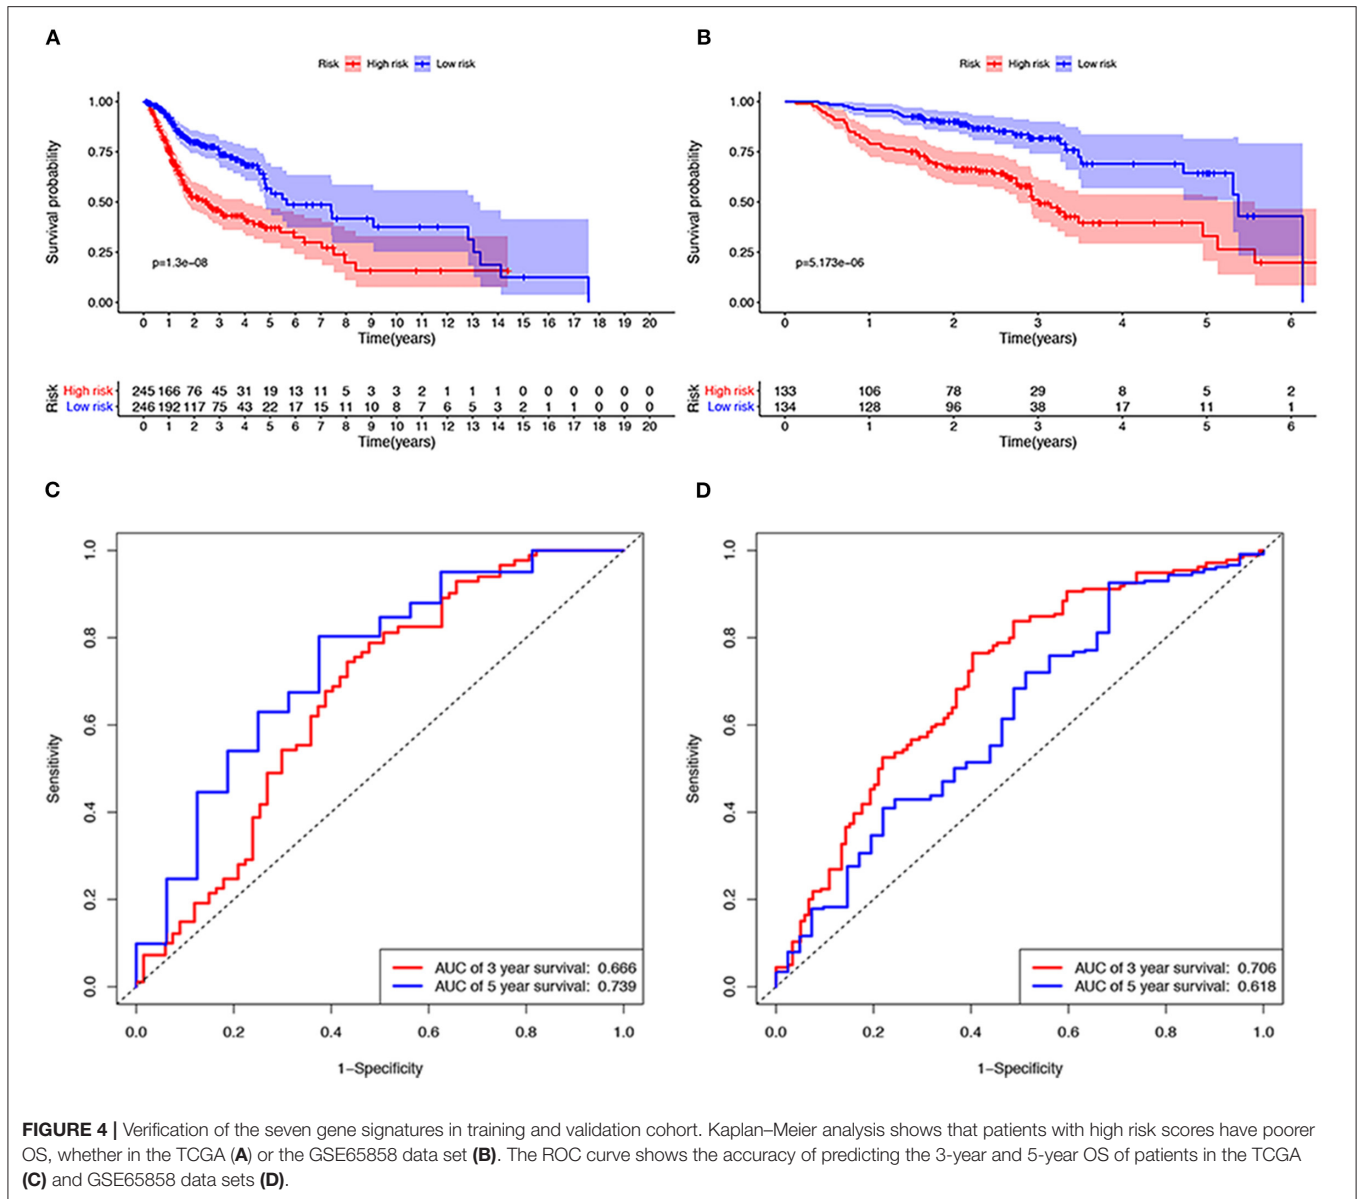 A
Risk High risk Low risk
Survival probability
1.00
0.75
0.50
0.25
0.00
p=1.3e−08
0 1 2 3 4 5 6 7 8 9 10 11 12 13 14 15 16 17 18 19 20
Time(years)
Risk
High risk 245 166 76 45 31 19 13 11 5 3 3 2 1 1 1 0 0 0 0 0 0
Low risk 246 192 117 75 43 22 17 15 11 10 8 7 6 5 3 2 1 1 0 0 0
0 1 2 3 4 5 6 7 8 9 10 11 12 13 14 15 16 17 18 19 20
Time(years)
B
Risk High risk Low risk
Survival probability
1.00
0.75
0.50
0.25
0.00
p=5.173e−06
0 1 2 3 4 5 6
Time(years)
Risk
High risk 133 106 78 29 8 5 2
Low risk 134 128 96 38 17 11 1
0 1 2 3 4 5 6
Time(years)
C
Sensitivity
1.0
0.8
0.6
0.4
0.2
0.0
AUC of 3 year survival: 0.666
AUC of 5 year survival: 0.739
0.0 0.2 0.4 0.6 0.8 1.0
1−Specificity
D
Sensitivity
1.0
0.8
0.6
0.4
0.2
0.0
AUC of 3 year survival: 0.706
AUC of 5 year survival: 0.618
0.0 0.2 0.4 0.6 0.8 1.0
1−Specificity
FIGURE 4 | Verification of the seven gene signatures in training and validation cohort. Kaplan–Meier analysis shows that patients with high risk scores have poorer
OS, whether in the TCGA (A) or the GSE65858 data set (B). The ROC curve shows the accuracy of predicting the 3-year and 5-year OS of patients in the TCGA
(C) and GSE65858 data sets (D).